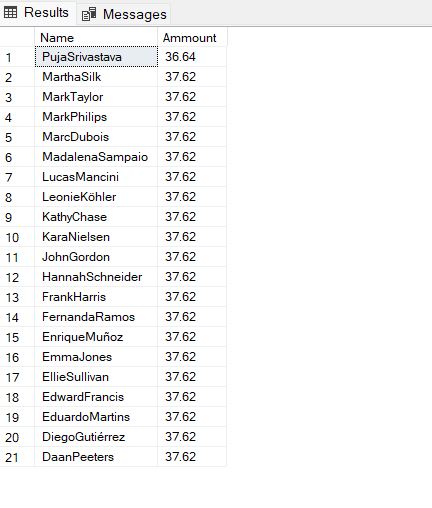 Results Messages
Name Ammount
1 PujaSrivastava 36.64
2 MarthaSilk 37.62
3 MarkTaylor 37.62
4 MarkPhilips 37.62
5 MarcDubois 37.62
6 MadalenaSampaio 37.62
7 LucasMancini 37.62
8 LeonieKöhler 37.62
9 KathyChase 37.62
10 KaraNielsen 37.62
11 JohnGordon 37.62
12 HannahSchneider 37.62
13 FrankHarris 37.62
14 FernandaRamos 37.62
15 EnriqueMuñoz 37.62
16 EmmaJones 37.62
17 EllieSullivan 37.62
18 EdwardFrancis 37.62
19 EduardoMartins 37.62
20 DiegoGutiérrez 37.62
21 DaanPeeters 37.62